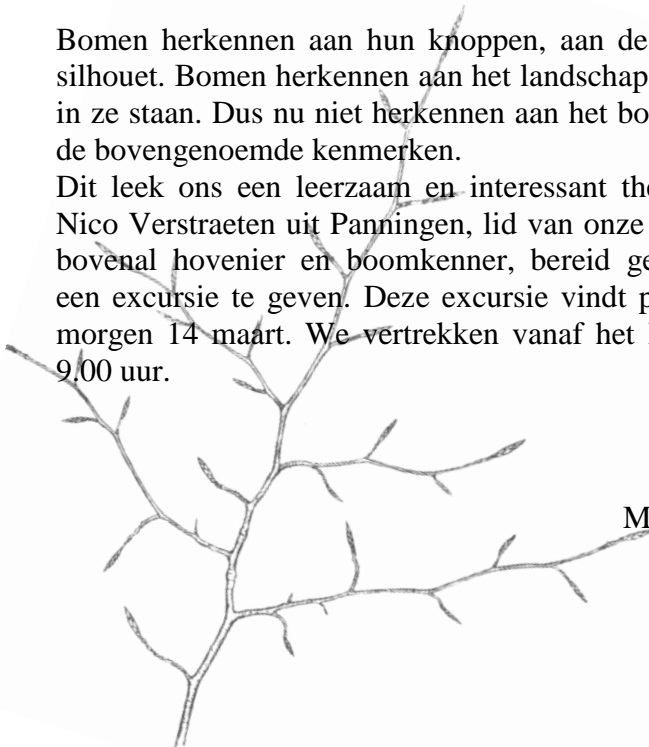 Bomen herkennen aan hun knoppen, aan de
silhouet. Bomen herkennen aan het landschap
in ze staan. Dus nu niet herkennen aan het bo
de bovengenoemde kenmerken.
Dit leek ons een leerzaam en interessant the
Nico Verstraeten uit Panningen, lid van onze
bovenal hovenier en boomkenner, bereid ge
een excursie te geven. Deze excursie vindt p
morgen 14 maart. We vertrekken vanaf het
9.00 uur.
M